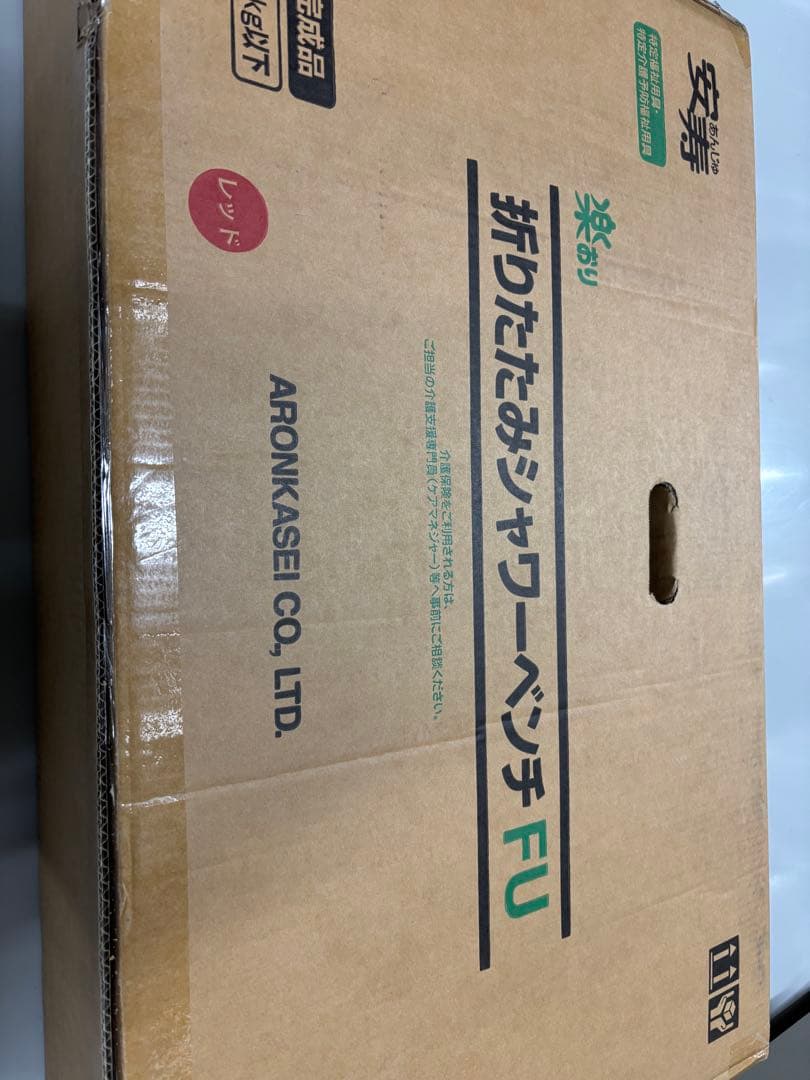 安寿
あんじゅ
特定福祉用具・
特定介護予防福祉用具
楽おり
折りたたみシャワーベンチ FU
介護保険をご利用される方は、
ご担当の介護支援専門員(ケアマネジャー)等へ事前にご相談ください。
ARONKASEI CO., LTD.
レッド
完成品
kg以下